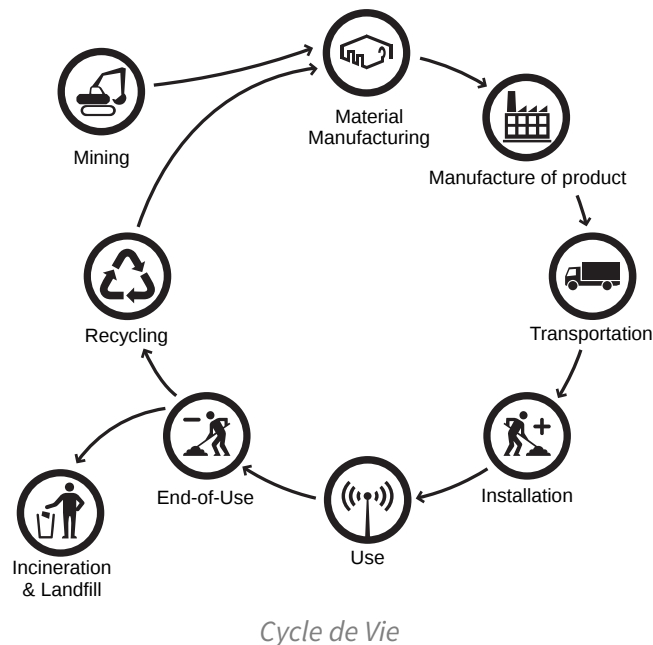 Mining
Material
Manufacturing
Manufacture of product
Transportation
Installation
Use
End-of-Use
Recycling
Incineration
& Landfill
Cycle de Vie